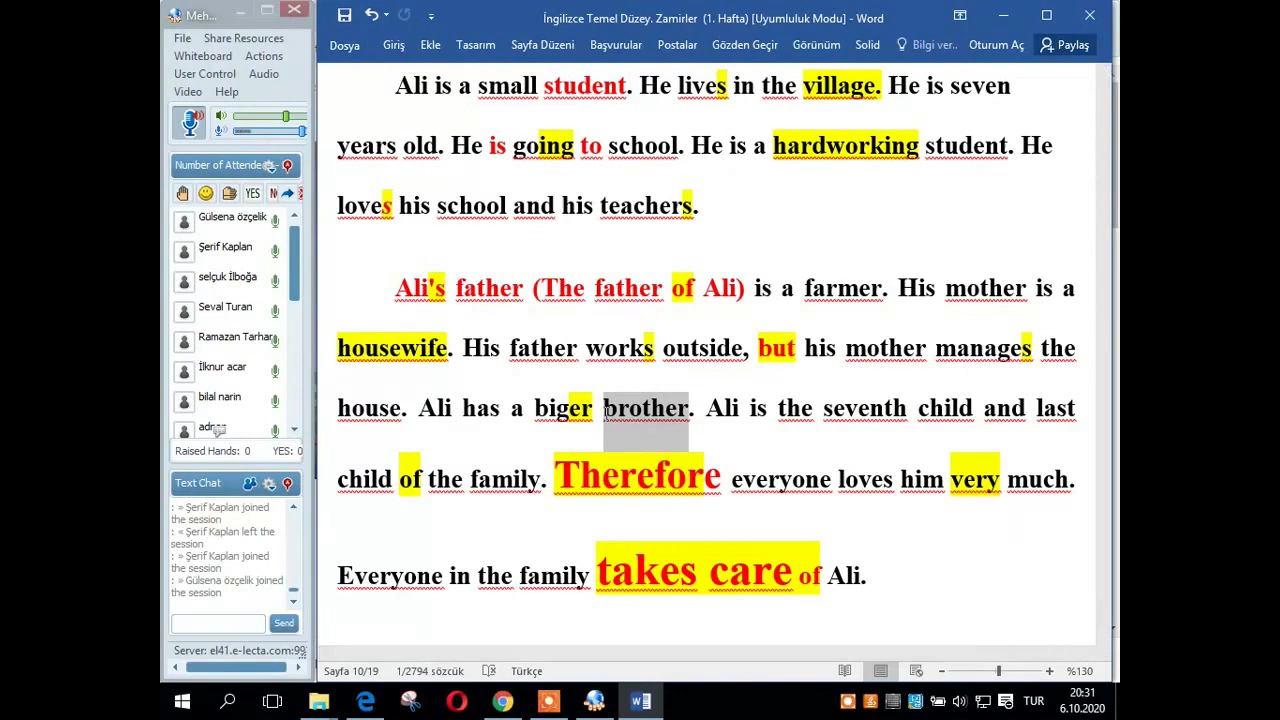 Meh...
File Share Resources
Whiteboard Actions
User Control Audio
Video Help
Number of Attende
YES
Gülsena özçelik
Şerif Kaplan
selçuk İlboğa
Seval Turan
Ramazan Tarhar
İlknur acar
bilal narin
Raised Hands: 0 YES: 0
Text Chat
: » Şerif Kaplan joined
the session
: « Şerif Kaplan left the
session
: » Şerif Kaplan joined
the session
: » Gülsena özçelik joined
the session
Send
Server: el41.e-lecta.com:99
İngilizce Temel Düzey. Zamirler (1. Hafta) [Uyumluluk Modu] - Word
Dosya Giriş Ekle Tasarım Sayfa Düzeni Başvurular Postalar Gözden Geçir Görünüm Solid Bilgi ver.. Oturum Aç Paylaş
Ali is a small student. He lives in the village. He is seven
years old. He is going to school. He is a hardworking student. He
loves his school and his teachers.
Ali's father (The father of Ali) is a farmer. His mother is a
housewife. His father works outside, but his mother manages the
house. Ali has a biger brother. Ali is the seventh child and last
child of the family. Therefore everyone loves him very much.
Everyone in the family takes care of Ali.
Sayfa 10/19 1/2794 sözcük Türkçe %130
TUR
20:31
6.10.2020